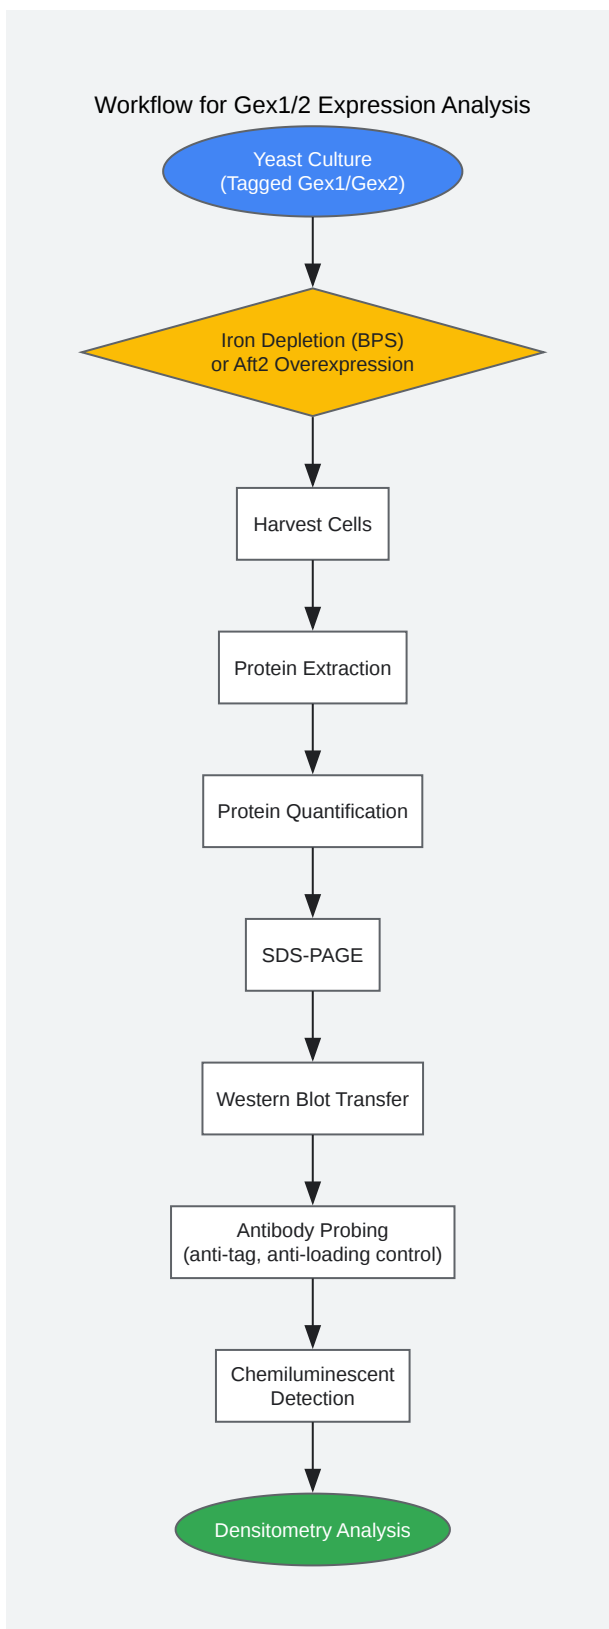 Workflow for Gex1/2 Expression Analysis
Yeast Culture
(Tagged Gex1/Gex2)
Iron Depletion (BPS)
or Aft2 Overexpression
Harvest Cells
Protein Extraction
Protein Quantification
SDS-PAGE
Western Blot Transfer
Antibody Probing
(anti-tag, anti-loading control)
Chemiluminescent
Detection
Densitometry Analysis